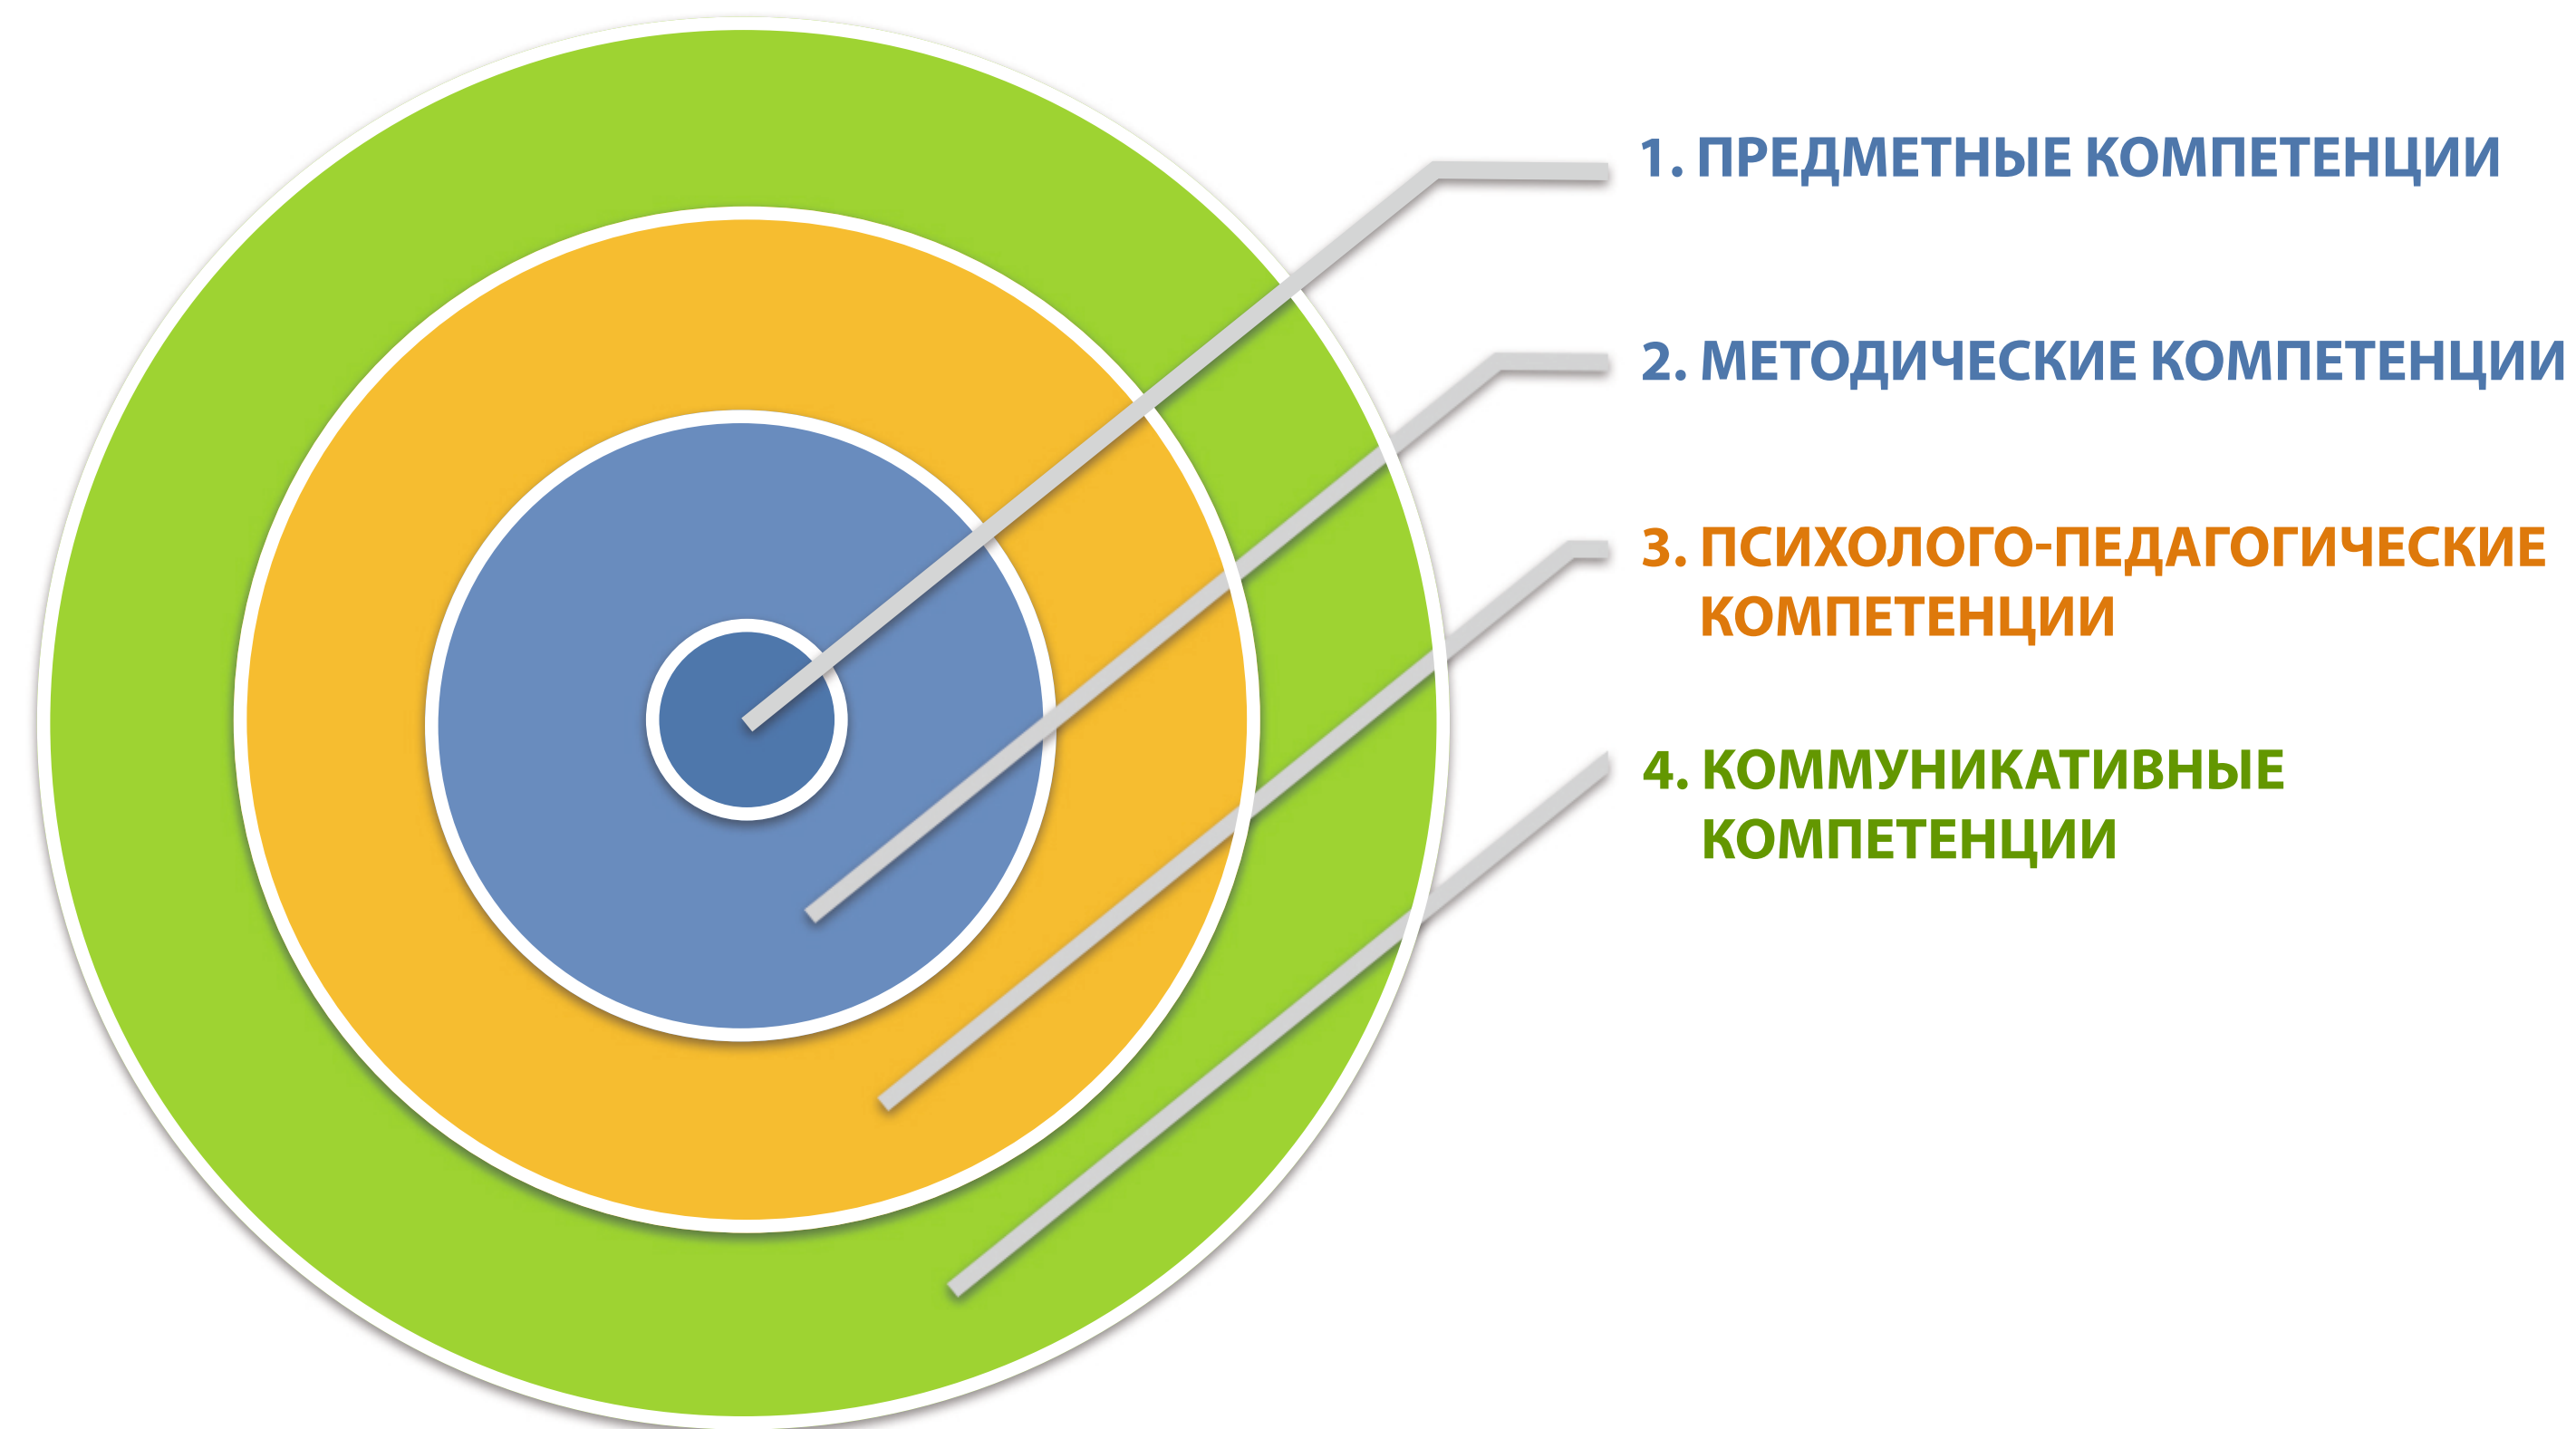 1. ПРЕДМЕТНЫЕ КОМПЕТЕНЦИИ
2. МЕТОДИЧЕСКИЕ КОМПЕТЕНЦИИ
3. ПСИХОЛОГО-ПЕДАГОГИЧЕСКИЕ
КОМПЕТЕНЦИИ
4. КОММУНИКАТИВНЫЕ
КОМПЕТЕНЦИИ